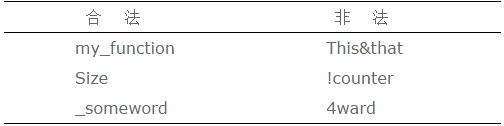 合 法 非 法
my_function This&that
Size !counter
_someword 4ward